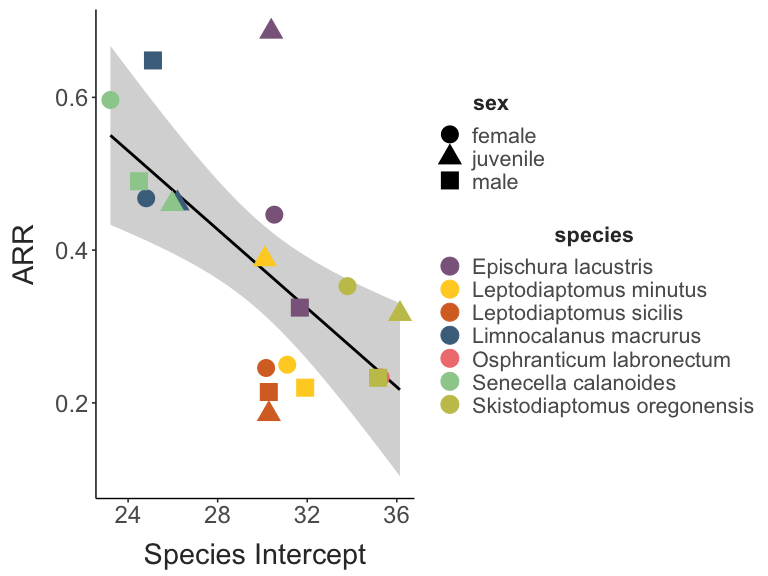 ARR
0.6
0.4
0.2
24 28 32 36
Species Intercept
sex
female
juvenile
male
species
Epischura lacustris
Leptodiaptomus minutus
Leptodiaptomus sicilis
Limnocalanus macrurus
Osphranticum labronectum
Senecella calanoides
Skistodiaptomus oregonensis